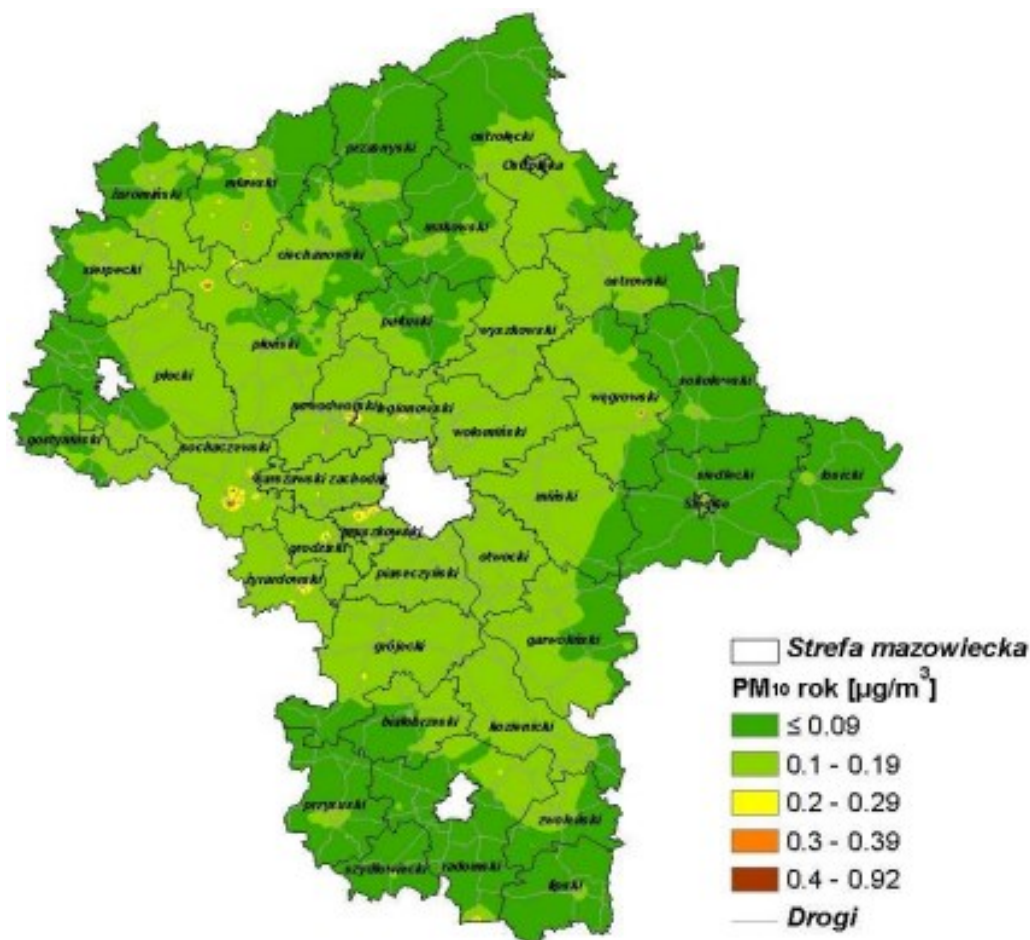 ostrołęcki
przasnyski
Ostrołęka
żuromiński
mławski
makowski
ciechanowski
sierpecki
ostrowski
pułtuski
wyszkowski
płoński
płocki
sokołowski
węgrowski
nowodworski
legionowski
wołomiński
gostyniński
sochaczewski
warszawski zachodni
siedlecki
łosicki
miński
Siedlce
pruszkowski
grodziski
otwocki
piaseczyński
żyrardowski
garwoliński
grójecki
białobrzeski
kozienicki
przysuski
zwoleński
szydłowiecki
radomski
lipski
Strefa mazowiecka
PM10 rok [µg/m³]
≤ 0.09
0.1 - 0.19
0.2 - 0.29
0.3 - 0.39
0.4 - 0.92
Drogi